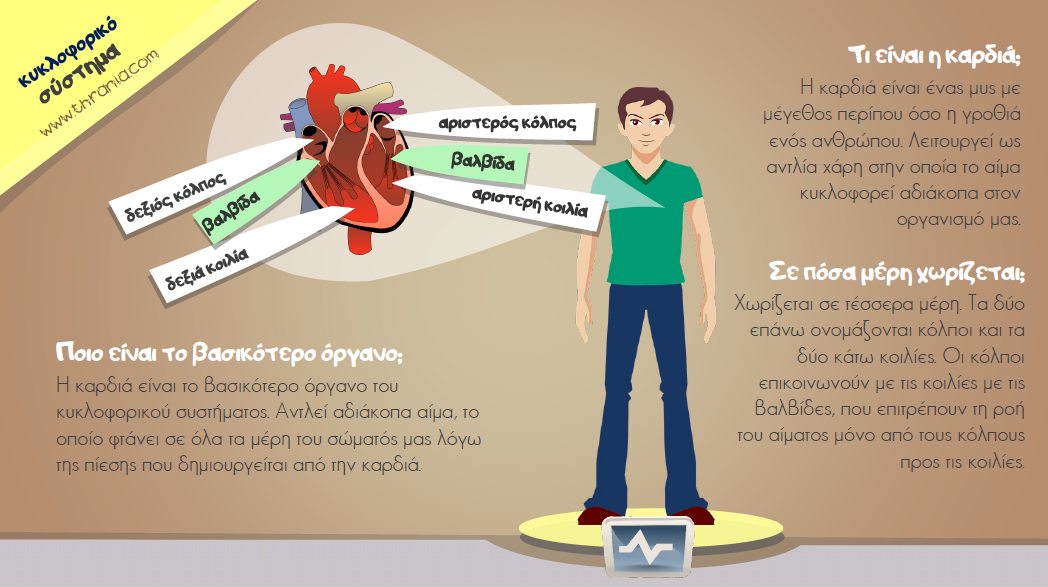 κυκλοφορικό
σύστημα
www.thrania.com
αριστερός κόλπος
βαλβίδα
αριστερή κοιλία
δεξιός κόλπος
βαλβίδα
δεξιά κοιλία
Τι είναι η καρδιά;
Η καρδιά είναι ένας μυς με
μέγεθος περίπου όσο η γροθιά
ενός ανθρώπου. Λειτουργεί ως
αντλία χάρη στην οποία το αίμα
κυκλοφορεί αδιάκοπα στον
οργανισμό μας.
Σε πόσα μέρη χωρίζεται;
Χωρίζεται σε τέσσερα μέρη. Τα δύο
επάνω ονομάζονται κόλποι και τα
δύο κάτω κοιλίες. Οι κόλποι
επικοινωνούν με τις κοιλίες με τις
βαλβίδες, που επιτρέπουν τη ροή
του αίματος μόνο από τους κόλπους
προς τις κοιλίες.
Ποιο είναι το βασικότερο όργανο;
Η καρδιά είναι το βασικότερο όργανο του
κυκλοφορικού συστήματος. Αντλεί αδιάκοπα αίμα, το
οποίο φτάνει σε όλα τα μέρη του σώματός μας λόγω
της πίεσης που δημιουργείται από την καρδιά.